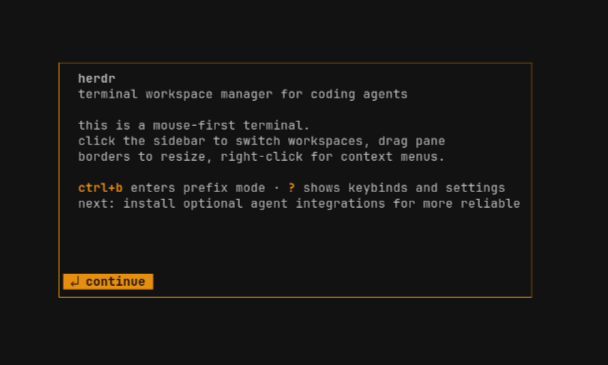 herdr
terminal workspace manager for coding agents
this is a mouse-first terminal.
click the sidebar to switch workspaces, drag pane
borders to resize, right-click for context menus.
ctrl+b enters prefix mode · ? shows keybinds and settings
next: install optional agent integrations for more reliable
↲ continue